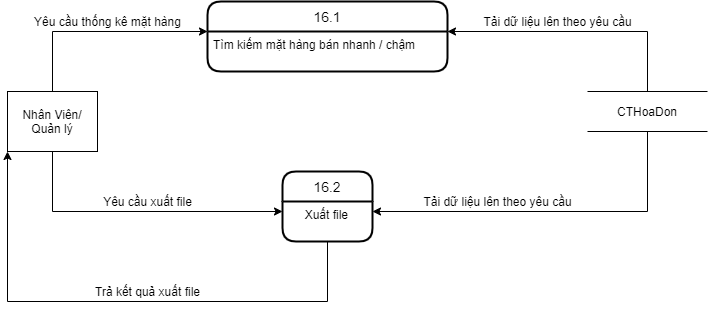 Yêu cầu thống kê mặt hàng
16.1
Tải dữ liệu lên theo yêu cầu
Tìm kiếm mặt hàng bán nhanh / chậm
Nhân Viên/
Quản lý
CTHoaDon
16.2
Yêu cầu xuất file
Xuất file
Tải dữ liệu lên theo yêu cầu
Trả kết quả xuất file